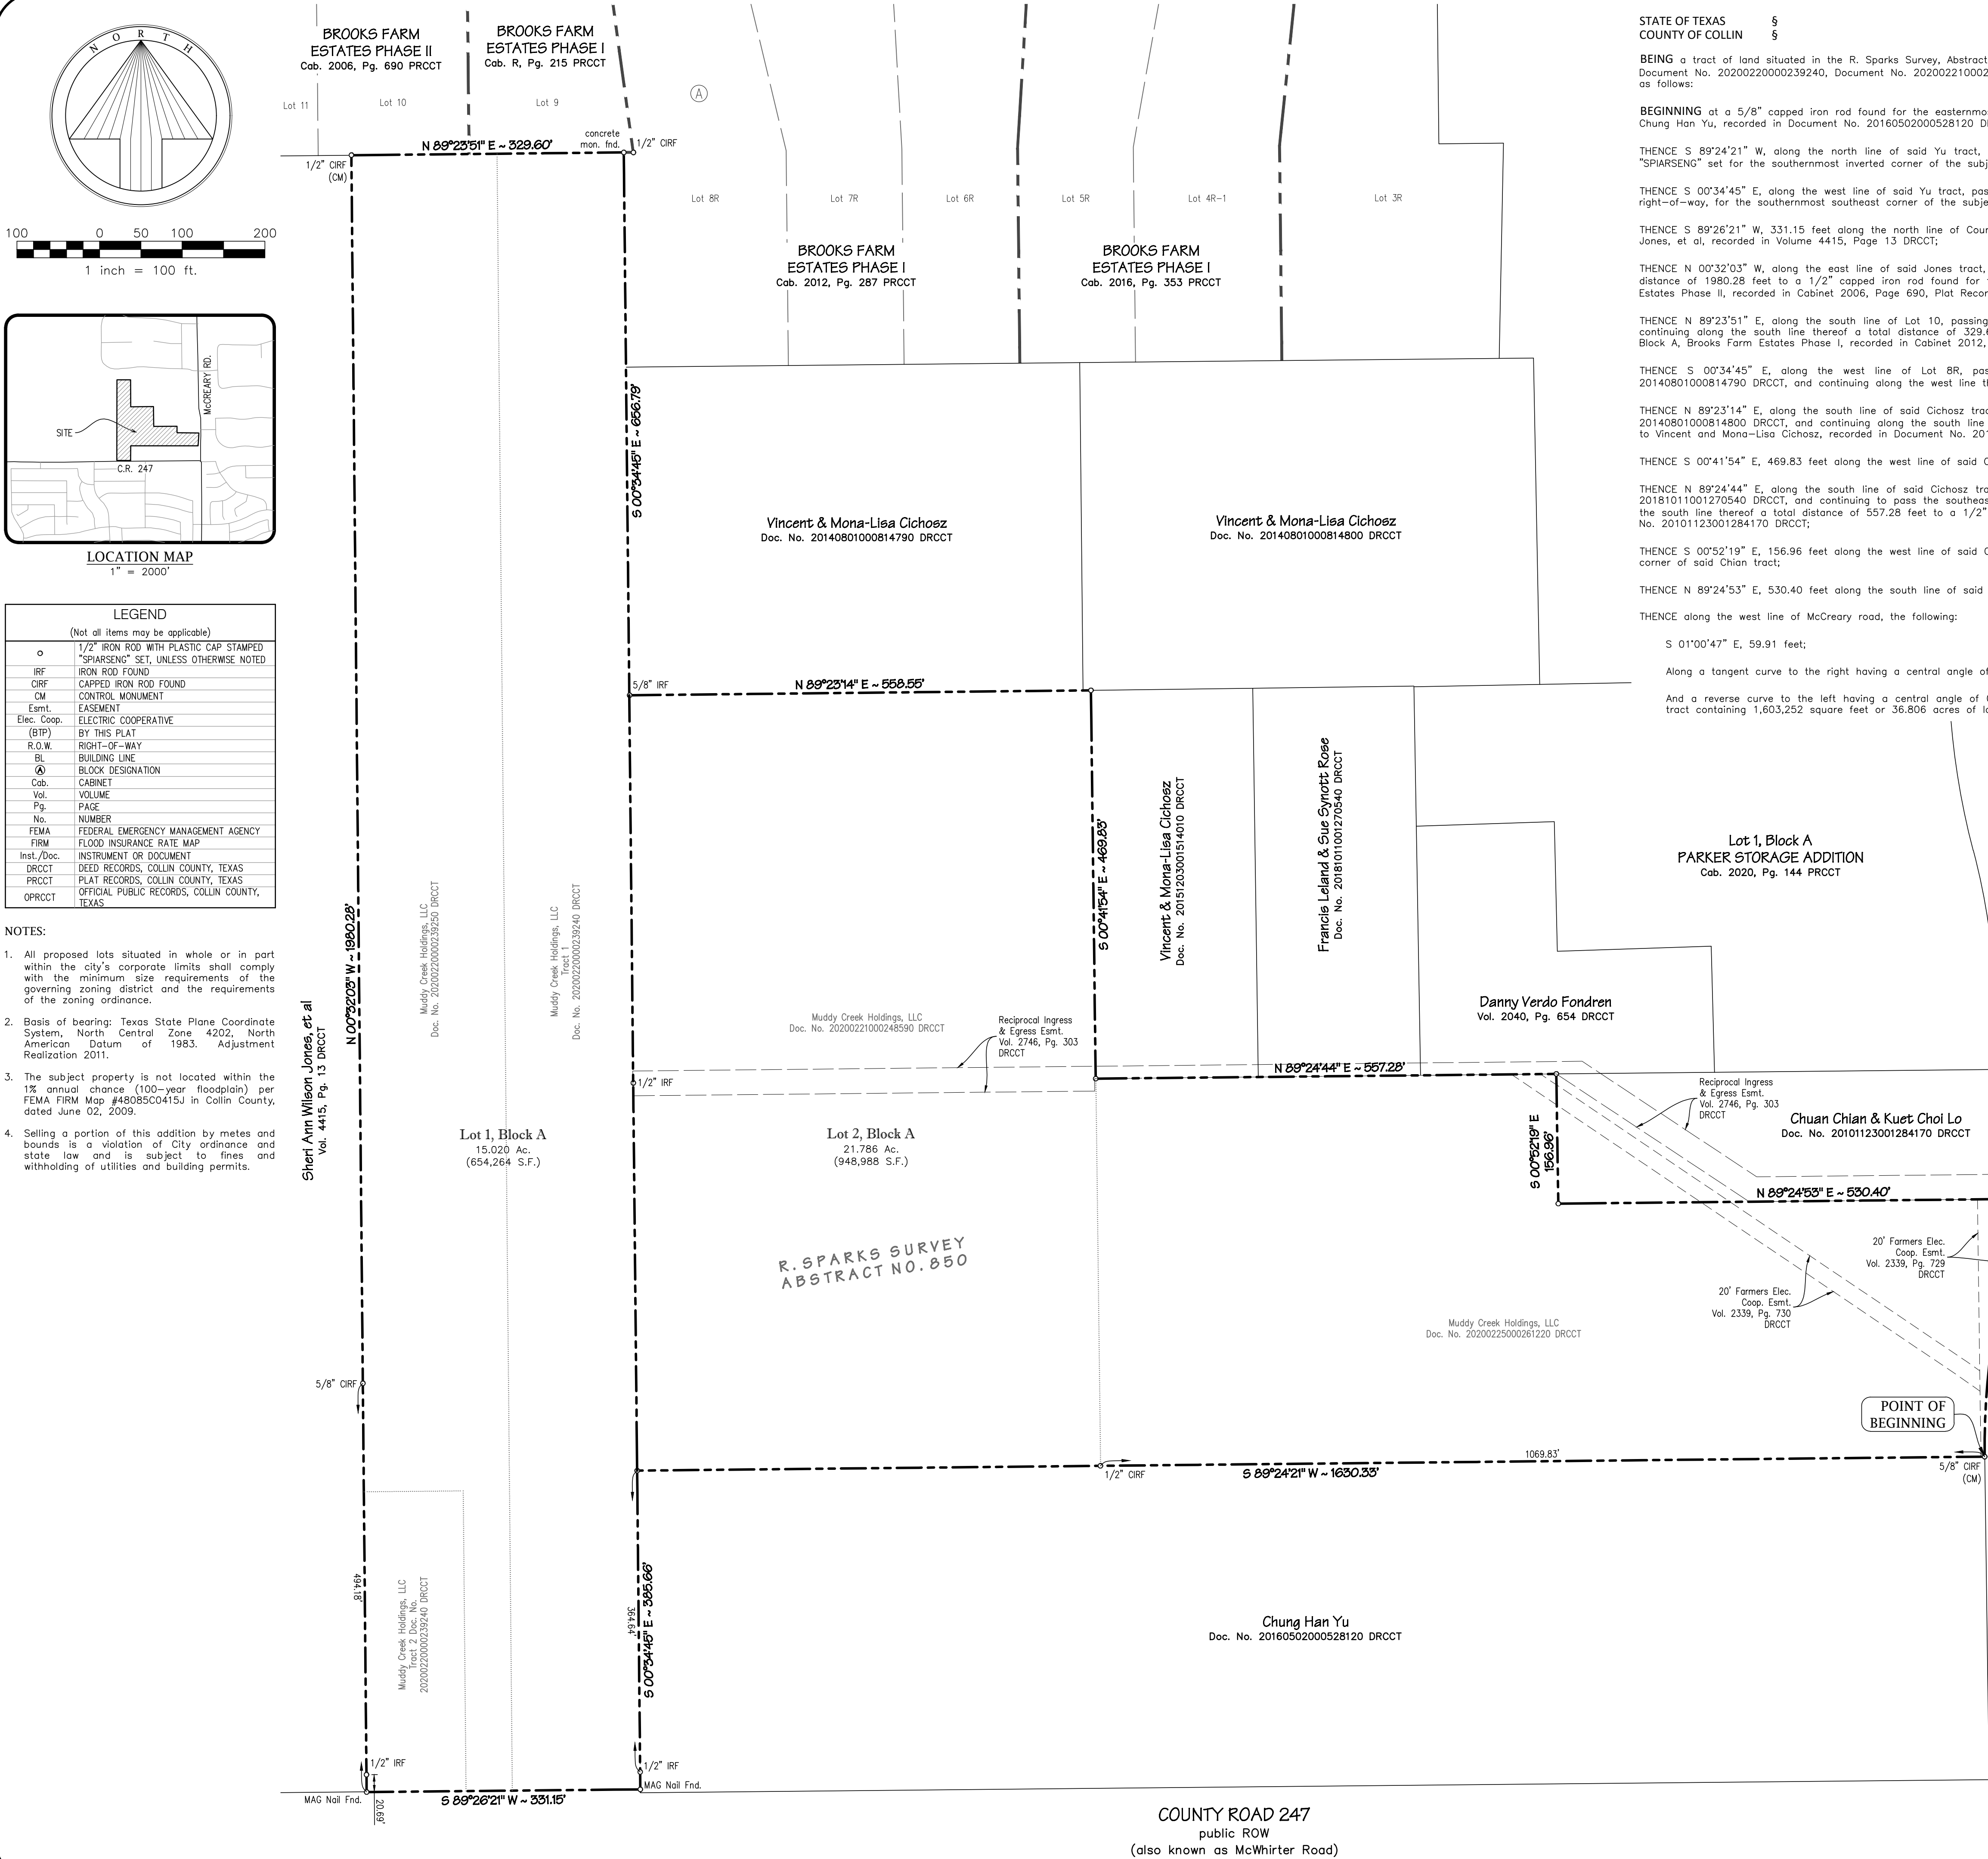 NORTH
100 0 50 100 200
1 inch = 100 ft.
McCREARY RD.
SITE
C.R. 247
LOCATION MAP
1" = 2000'
LEGEND
(Not all items may be applicable)
o 1/2" IRON ROD WITH PLASTIC CAP STAMPED
"SPIARSENG" SET, UNLESS OTHERWISE NOTED
IRF IRON ROD FOUND
CIRF CAPPED IRON ROD FOUND
CM CONTROL MONUMENT
Esmt. EASEMENT
Elec. Coop. ELECTRIC COOPERATIVE
(BTP) BY THIS PLAT
R.O.W. RIGHT-OF-WAY
BL BUILDING LINE
A BLOCK DESIGNATION
Cab. CABINET
Vol. VOLUME
Pg. PAGE
No. NUMBER
FEMA FEDERAL EMERGENCY MANAGEMENT AGENCY
FIRM FLOOD INSURANCE RATE MAP
Inst./Doc. INSTRUMENT OR DOCUMENT
DRCCT DEED RECORDS, COLLIN COUNTY, TEXAS
PRCCT PLAT RECORDS, COLLIN COUNTY, TEXAS
OPRCCT OFFICIAL PUBLIC RECORDS, COLLIN COUNTY,
TEXAS
NOTES:
1. All proposed lots situated in whole or in part
within the city's corporate limits shall comply
with the minimum size requirements of the
governing zoning district and the requirements
of the zoning ordinance.
2. Basis of bearing: Texas State Plane Coordinate
System, North Central Zone 4202, North
American Datum of 1983. Adjustment
Realization 2011.
3. The subject property is not located within the
1% annual chance (100-year floodplain) per
FEMA FIRM Map #48085C0415J in Collin County,
dated June 02, 2009.
4. Selling a portion of this addition by metes and
bounds is a violation of City ordinance and
state law and is subject to fines and
withholding of utilities and building permits.
BROOKS FARM
ESTATES PHASE II
Cab. 2006, Pg. 690 PRCCT
BROOKS FARM
ESTATES PHASE I
Cab. R, Pg. 215 PRCCT
Lot 11
Lot 10
Lot 9
A
N 89°23'51" E ~ 329.60'
concrete
mon. fnd.
1/2" CIRF
1/2" CIRF
(CM)
Lot 8R
Lot 7R
Lot 6R
Lot 5R
Lot 4R-1
Lot 3R
BROOKS FARM
ESTATES PHASE I
Cab. 2012, Pg. 287 PRCCT
BROOKS FARM
ESTATES PHASE I
Cab. 2016, Pg. 353 PRCCT
S 00°34'45" E ~ 656.79'
Vincent & Mona-Lisa Cichosz
Doc. No. 20140801000814790 DRCCT
Vincent & Mona-Lisa Cichosz
Doc. No. 20140801000814800 DRCCT
5/8" IRF
N 89°23'14" E ~ 558.55'
S 00°41'54" E ~ 469.83'
Vincent & Mona-Lisa Cichosz
Doc. No. 20151203001514010 DRCCT
Francis Leland & Sue Synott Rose
Doc. No. 20181011001270540 DRCCT
Lot 1, Block A
PARKER STORAGE ADDITION
Cab. 2020, Pg. 144 PRCCT
Danny Verdo Fondren
Vol. 2040, Pg. 654 DRCCT
Sheri Ann Wilson Jones, et al
Vol. 4415, Pg. 13 DRCCT
N 00°32'03" W ~ 1980.28'
Muddy Creek Holdings, LLC
Doc. No. 20200220000239250 DRCCT
Muddy Creek Holdings, LLC
Tract 1
Doc. No. 20200220000239240 DRCCT
Muddy Creek Holdings, LLC
Doc. No. 20200221000248590 DRCCT
Reciprocal Ingress
& Egress Esmt.
Vol. 2746, Pg. 303
DRCCT
1/2" IRF
N 89°24'44" E ~ 557.28'
Reciprocal Ingress
& Egress Esmt.
Vol. 2746, Pg. 303
DRCCT
Chuan Chian & Kuet Choi Lo
Doc. No. 20101123001284170 DRCCT
S 00°52'19" E
156.96'
N 89°24'53" E ~ 530.40'
Lot 1, Block A
15.020 Ac.
(654,264 S.F.)
Lot 2, Block A
21.786 Ac.
(948,988 S.F.)
R. SPARKS SURVEY
ABSTRACT NO. 850
20' Farmers Elec.
Coop. Esmt.
Vol. 2339, Pg. 729
DRCCT
20' Farmers Elec.
Coop. Esmt.
Vol. 2339, Pg. 730
DRCCT
Muddy Creek Holdings, LLC
Doc. No. 20200225000261220 DRCCT
5/8" CIRF
POINT OF
BEGINNING
1069.83'
1/2" CIRF
S 89°24'21" W ~ 1630.33'
5/8" CIRF
(CM)
494.18'
Muddy Creek Holdings, LLC
Tract 2 Doc. No.
20200220000239240 DRCCT
364.64'
S 00°34'45" E ~ 385.66'
Chung Han Yu
Doc. No. 20160502000528120 DRCCT
1/2" IRF
1/2" IRF
MAG Nail Fnd.
MAG Nail Fnd.
20.69'
S 89°26'21" W ~ 331.15'
COUNTY ROAD 247
public ROW
(also known as McWhirter Road)
STATE OF TEXAS §
COUNTY OF COLLIN §
BEING a tract of land situated in the R. Sparks Survey, Abstract
Document No. 20200220000239240, Document No. 202002210002
as follows:
BEGINNING at a 5/8" capped iron rod found for the easternmo
Chung Han Yu, recorded in Document No. 20160502000528120 D
THENCE S 89°24'21" W, along the north line of said Yu tract,
"SPIARSENG" set for the southernmost inverted corner of the subj
THENCE S 00°34'45" E, along the west line of said Yu tract, pas
right-of-way, for the southernmost southeast corner of the subje
THENCE S 89°26'21" W, 331.15 feet along the north line of Coun
Jones, et al, recorded in Volume 4415, Page 13 DRCCT;
THENCE N 00°32'03" W, along the east line of said Jones tract,
distance of 1980.28 feet to a 1/2" capped iron rod found for
Estates Phase II, recorded in Cabinet 2006, Page 690, Plat Recor
THENCE N 89°23'51" E, along the south line of Lot 10, passing
continuing along the south line thereof a total distance of 329.6
Block A, Brooks Farm Estates Phase I, recorded in Cabinet 2012,
THENCE S 00°34'45" E, along the west line of Lot 8R, pas
20140801000814790 DRCCT, and continuing along the west line th
THENCE N 89°23'14" E, along the south line of said Cichosz trac
20140801000814800 DRCCT, and continuing along the south line
to Vincent and Mona-Lisa Cichosz, recorded in Document No. 201
THENCE S 00°41'54" E, 469.83 feet along the west line of said C
THENCE N 89°24'44" E, along the south line of said Cichosz tra
20181011001270540 DRCCT, and continuing to pass the southeas
the south line thereof a total distance of 557.28 feet to a 1/2"
No. 20101123001284170 DRCCT;
THENCE S 00°52'19" E, 156.96 feet along the west line of said C
corner of said Chian tract;
THENCE N 89°24'53" E, 530.40 feet along the south line of said
THENCE along the west line of McCreary road, the following:
S 01°00'47" E, 59.91 feet;
Along a tangent curve to the right having a central angle of
And a reverse curve to the left having a central angle of
tract containing 1,603,252 square feet or 36.806 acres of l